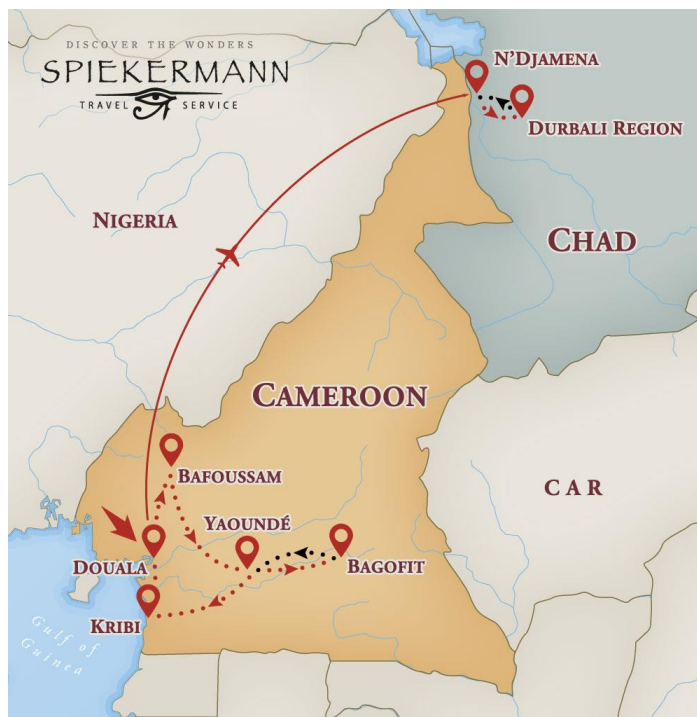 DISCOVER THE WONDERS
SPIEKERMANN
TRAVEL SERVICE
N'DJAMENA
DURBALI REGION
NIGERIA
CHAD
CAMEROON
BAFOUSSAM
CAR
YAOUNDÉ
DOUALA
BAGOFIT
KRIBI
Gulf of
Guinea